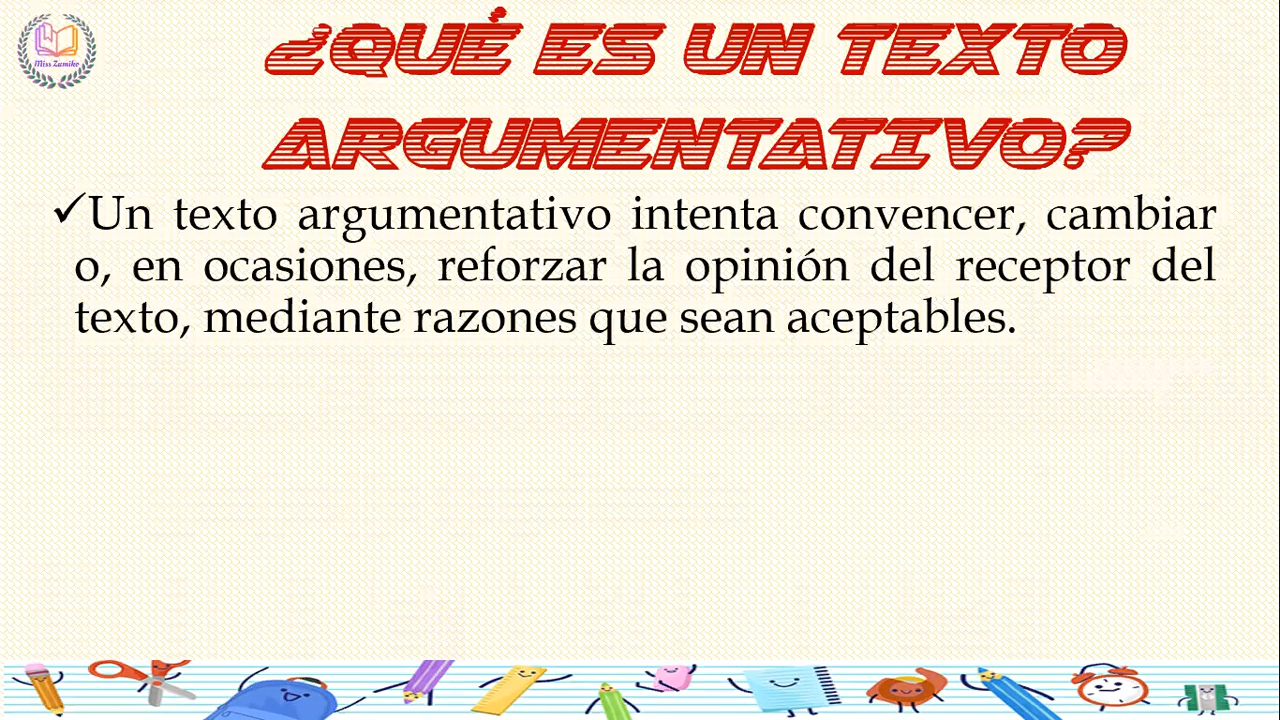 Miss Zumiko
¿QUÉ ES UN TEXTO
ARGUMENTATIVO?
✓Un texto argumentativo intenta convencer, cambiar
o, en ocasiones, reforzar la opinión del receptor del
texto, mediante razones que sean aceptables.